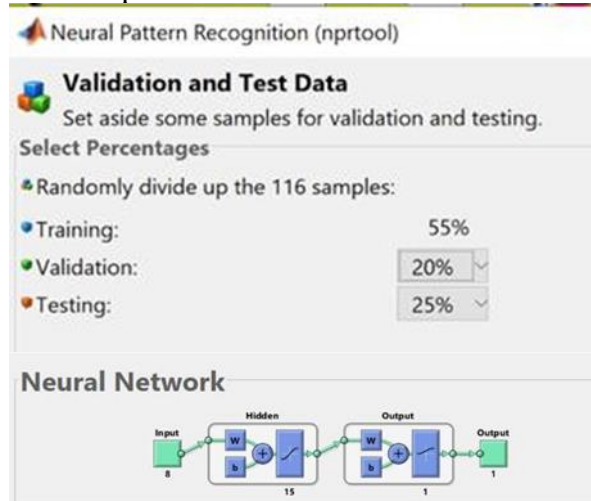 Neural Pattern Recognition (nprtool)
Validation and Test Data
Set aside some samples for validation and testing.
Select Percentages
Randomly divide up the 116 samples:
Training: 55%
Validation: 20%
Testing: 25%
Neural Network
Hidden Output
Input Output
W W
b b
8 1
15 1